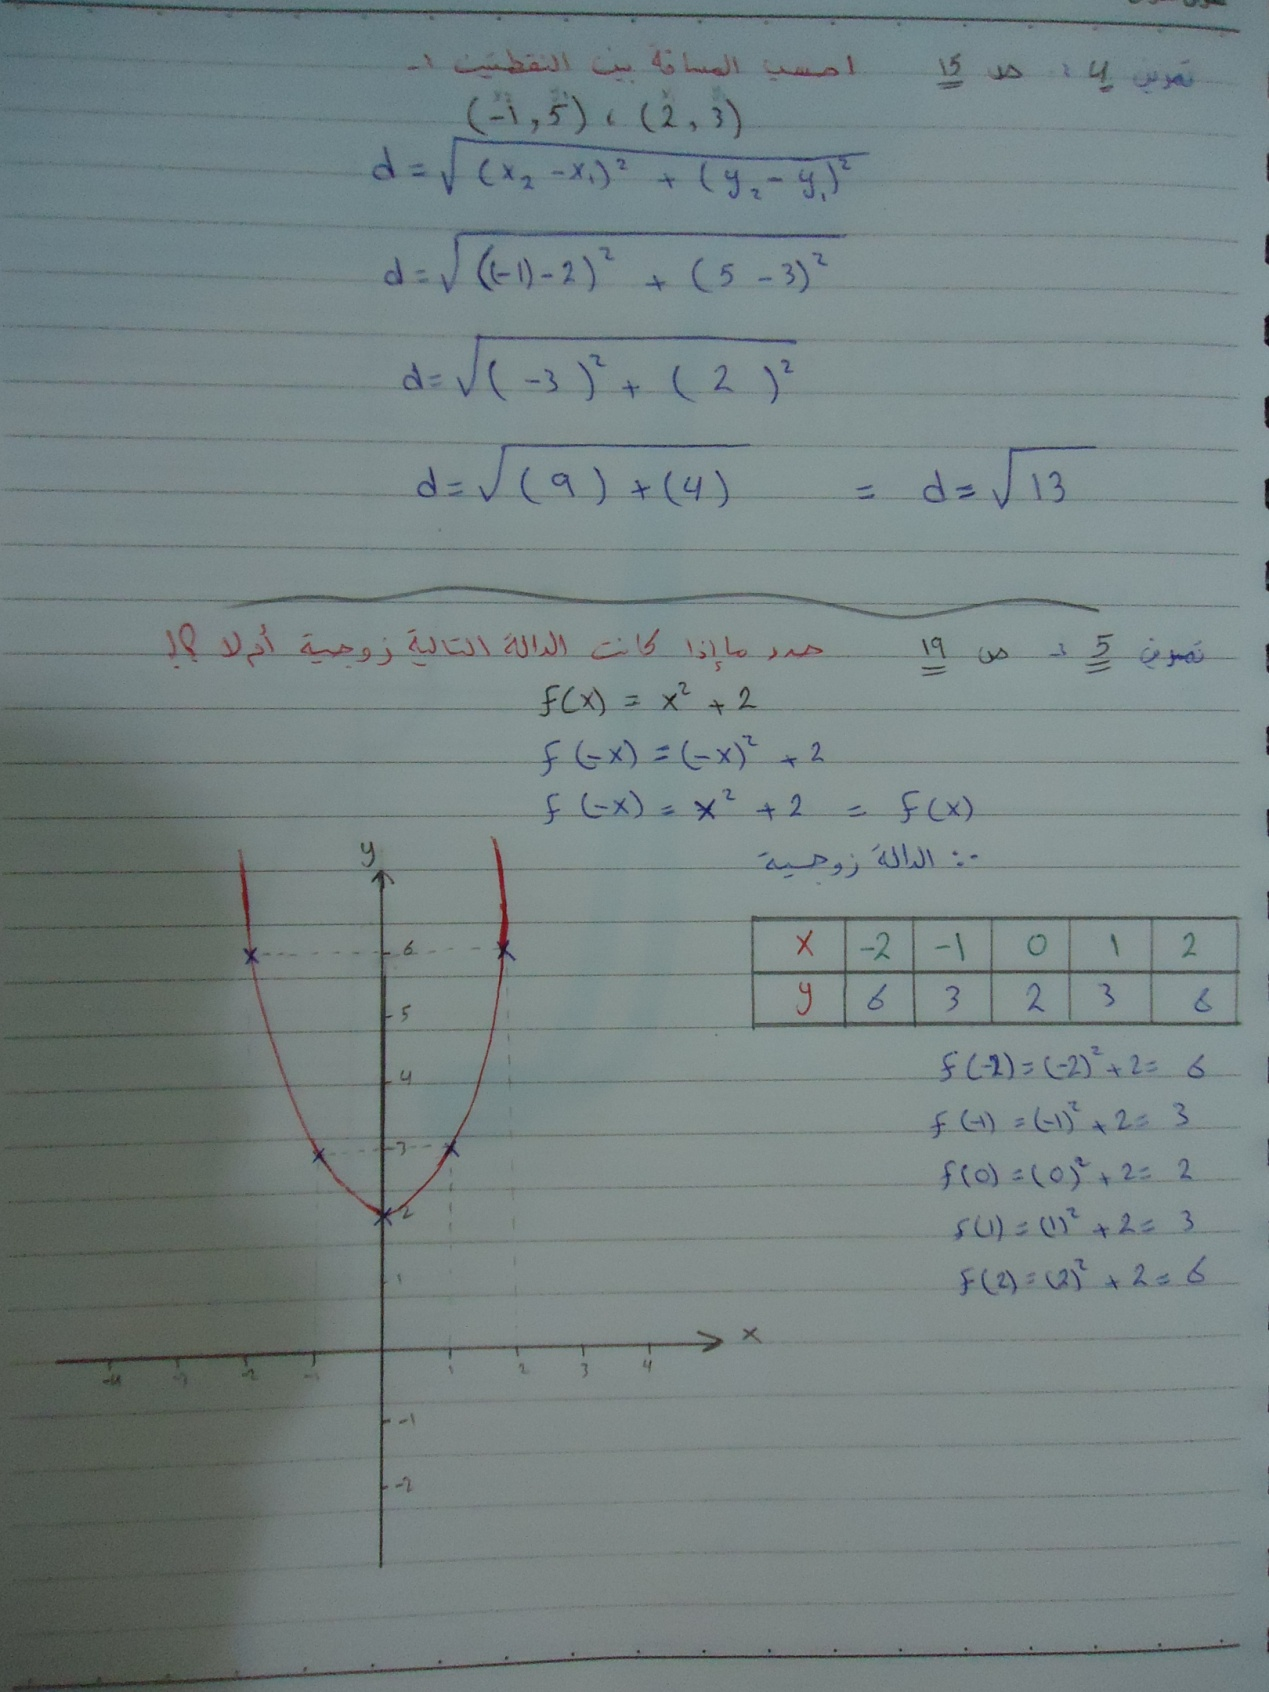 تمرين 4 : ص 15 احسب المسافة بين النقطتين :-
(-1, 5) ، (2, 3)
d = √(x₂ - x₁)² + (y₂ - y₁)²
d = √((-1) - 2)² + (5 - 3)²
d = √(-3)² + (2)²
d = √(9) + (4) = d = √13
تمرين 5 :- ص 19 حدد ما إذا كانت الدالة التالية زوجية أم لا ؟!
f(x) = x² + 2
f(-x) = (-x)² + 2
f(-x) = x² + 2 = f(x)
∴ الدالة زوجية
x -2 -1 0 1 2
y 6 3 2 3 6
f(-2) = (-2)² + 2 = 6
f(-1) = (-1)² + 2 = 3
f(0) = (0)² + 2 = 2
f(1) = (1)² + 2 = 3
f(2) = (2)² + 2 = 6
y
6
5
4
3
2
1
-4 -3 -2 -1 1 2 3 4 x
-1
-2